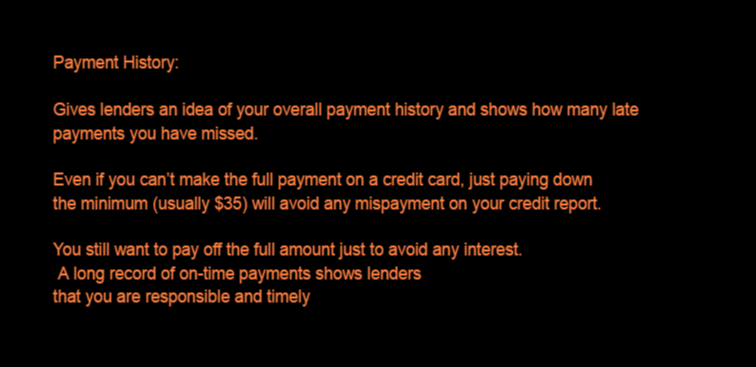 Payment History:
Gives lenders an idea of your overall payment history and shows how many late
payments you have missed.
Even if you can't make the full payment on a credit card, just paying down
the minimum (usually $35) will avoid any mispayment on your credit report.
You still want to pay off the full amount just to avoid any interest.
A long record of on-time payments shows lenders
that you are responsible and timely